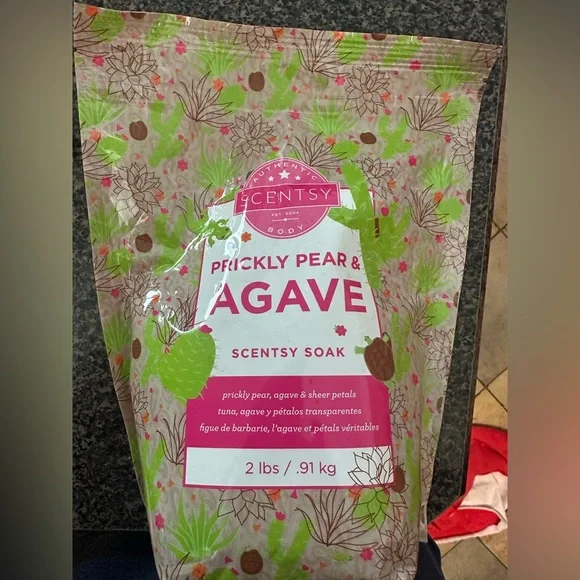 AUTHENTIC
SCENTSY
EST 2004
BODY
PRICKLY PEAR &
AGAVE
SCENTSY SOAK
prickly pear, agave & sheer petals
tuna, agave y pétalos transparentes
figue de barbarie, l'agave et pétals véritables
2 lbs / .91 kg